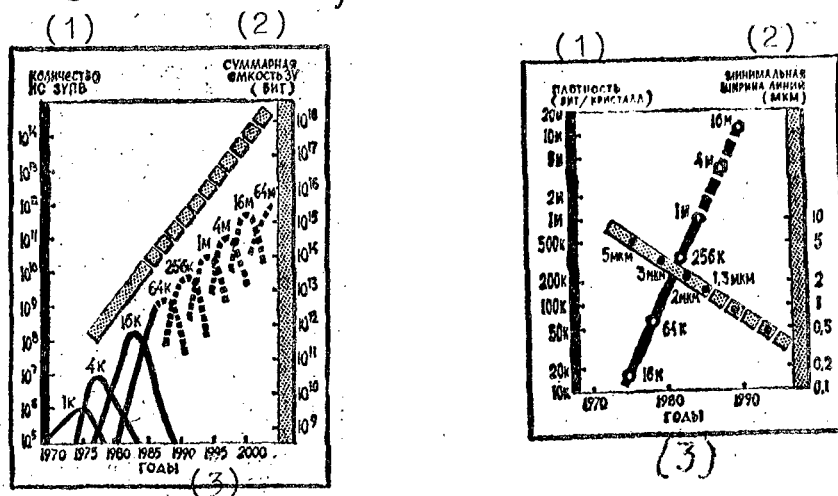 (1) (2)
КОЛИЧЕСТВО
ИС ЗУПВ
СУММАРНАЯ
ЕМКОСТЬ ЗУ
(БИТ)
10¹⁴
10¹³
10¹²
10¹¹
10¹⁰
10⁹
10⁸
10⁷
10⁶
10⁵
10¹⁸
10¹⁷
10¹⁶
10¹⁵
10¹⁴
10¹³
10¹²
10¹¹
10¹⁰
10⁹
1К
4К
16К
64К
256К
1М
4М
16М
64М
1970 1975 1980 1985 1990 1995 2000
ГОДЫ
(3)
(1) (2)
ПЛОТНОСТЬ
(БИТ/КРИСТАЛЛ)
МИНИМАЛЬНАЯ
ШИРИНА ЛИНИЙ
(МКМ)
20М
10М
5М
2М
1М
500К
200К
100К
50К
20К
10К
10
5
2
1
0,5
0,2
0,1
16М
4М
1М
256К
64К
16К
5МКМ
3МКМ
2МКМ
1,3МКМ
1970 1980 1990
ГОДЫ
(3)